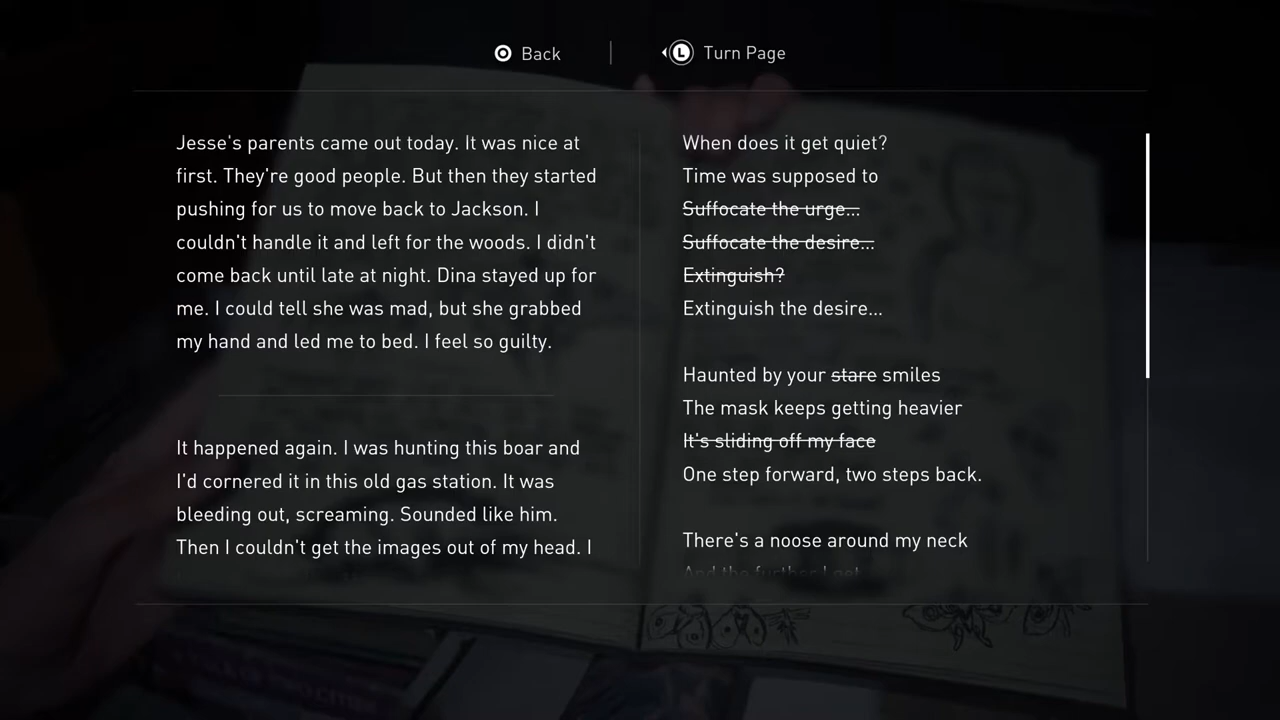 Back
L
Turn Page
Jesse's parents came out today. It was nice at
first. They're good people. But then they started
pushing for us to move back to Jackson. I
couldn't handle it and left for the woods. I didn't
come back until late at night. Dina stayed up for
me. I could tell she was mad, but she grabbed
my hand and led me to bed. I feel so guilty.
It happened again. I was hunting this boar and
I'd cornered it in this old gas station. It was
bleeding out, screaming. Sounded like him.
Then I couldn't get the images out of my head. I
When does it get quiet?
Time was supposed to
Suffocate the urge...
Suffocate the desire...
Extinguish?
Extinguish the desire...
Haunted by your stare smiles
The mask keeps getting heavier
It's sliding off my face
One step forward, two steps back.
There's a noose around my neck
And the further I get